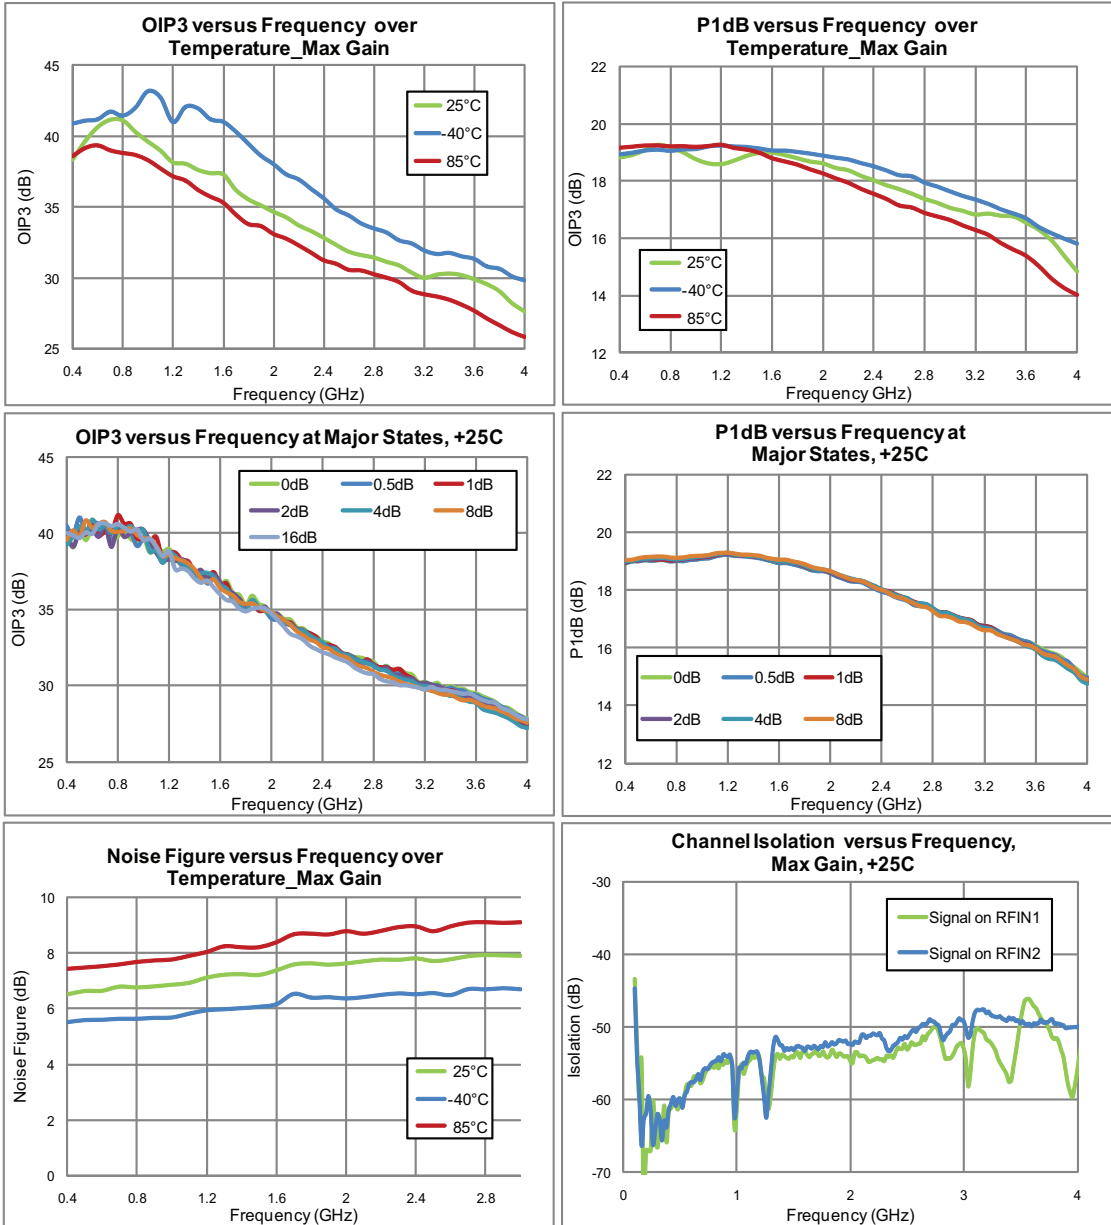 OIP3 versus Frequency over
Temperature_Max Gain
45
40
35
30
25
OIP3 (dB)
25°C
-40°C
85°C
0.4 0.8 1.2 1.6 2 2.4 2.8 3.2 3.6 4
Frequency (GHz)
P1dB versus Frequency over
Temperature_Max Gain
22
20
18
16
14
12
OIP3 (dB)
25°C
-40°C
85°C
0.4 0.8 1.2 1.6 2 2.4 2.8 3.2 3.6 4
Frequency (GHz)
OIP3 versus Frequency at Major States, +25C
45
40
35
30
25
OIP3 (dB)
0dB 0.5dB 1dB
2dB 4dB 8dB
16dB
0.4 0.8 1.2 1.6 2 2.4 2.8 3.2 3.6 4
Frequency (GHz)
P1dB versus Frequency at
Major States, +25C
22
20
18
16
14
12
P1dB (dB)
0dB 0.5dB 1dB
2dB 4dB 8dB
0.4 0.8 1.2 1.6 2 2.4 2.8 3.2 3.6 4
Frequency (GHz)
Noise Figure versus Frequency over
Temperature_Max Gain
10
8
6
4
2
0
Noise Figure (dB)
25°C
-40°C
85°C
0.4 0.8 1.2 1.6 2 2.4 2.8
Frequency (GHz)
Channel Isolation versus Frequency,
Max Gain, +25C
-30
-40
-50
-60
-70
Isolation (dB)
Signal on RFIN1
Signal on RFIN2
0 1 2 3 4
Frequency (GHz)